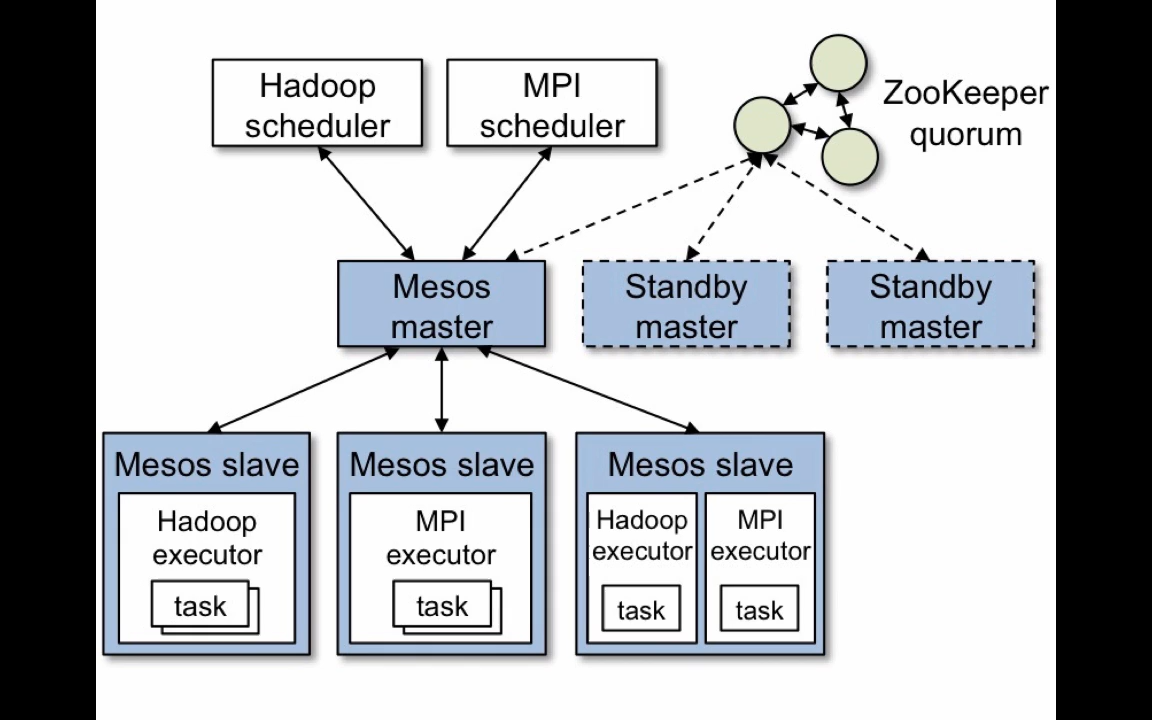 Hadoop
scheduler
MPI
scheduler
ZooKeeper
quorum
Mesos
master
Standby
master
Standby
master
Mesos slave
Hadoop
executor
task
Mesos slave
MPI
executor
task
Mesos slave
Hadoop
executor
task
MPI
executor
task